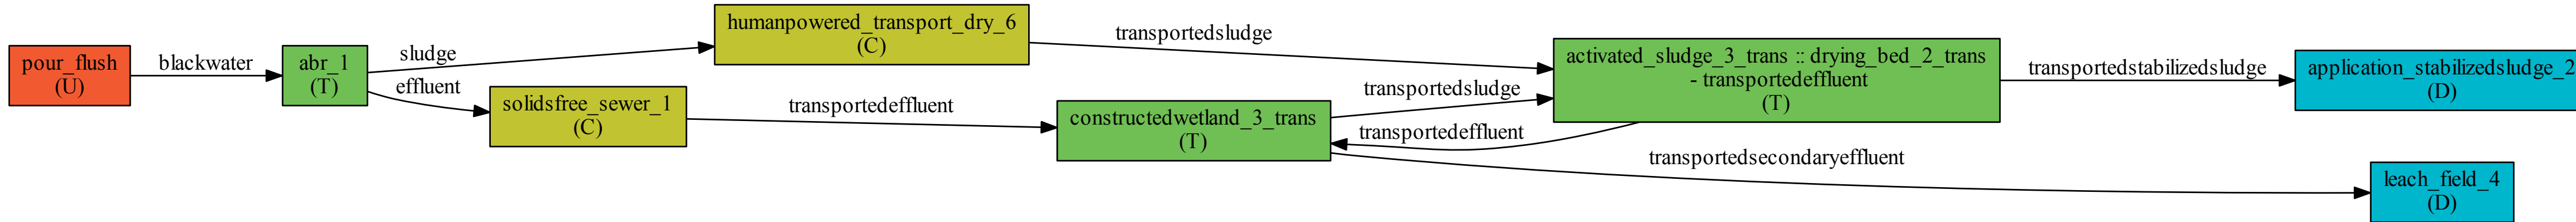 pour_flush
(U)
blackwater
abr_1
(T)
sludge
effluent
humanpowered_transport_dry_6
(C)
solidsfree_sewer_1
(C)
transportedsludge
transportedeffluent
constructedwetland_3_trans
(T)
transportedsludge
transportedeffluent
activated_sludge_3_trans :: drying_bed_2_trans
- transportedeffluent
(T)
transportedstabilizedsludge
transportedsecondaryeffluent
application_stabilizedsludge_2
(D)
leach_field_4
(D)